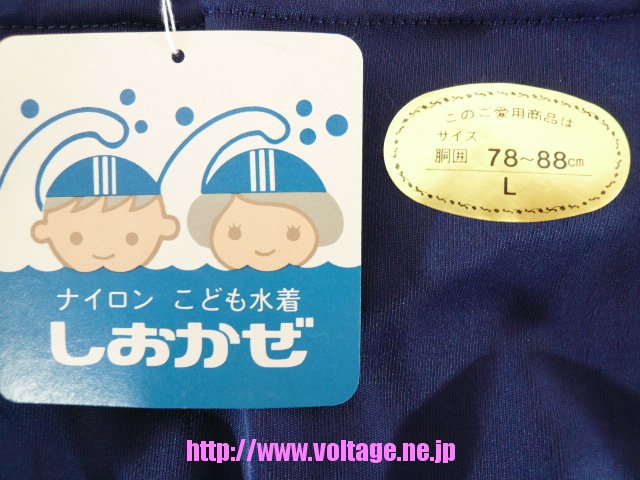 ナイロン こども水着
しおかぜ
このご愛用商品は
サイズ
胴囲 78～88cm
L
http://www.voltage.ne.jp